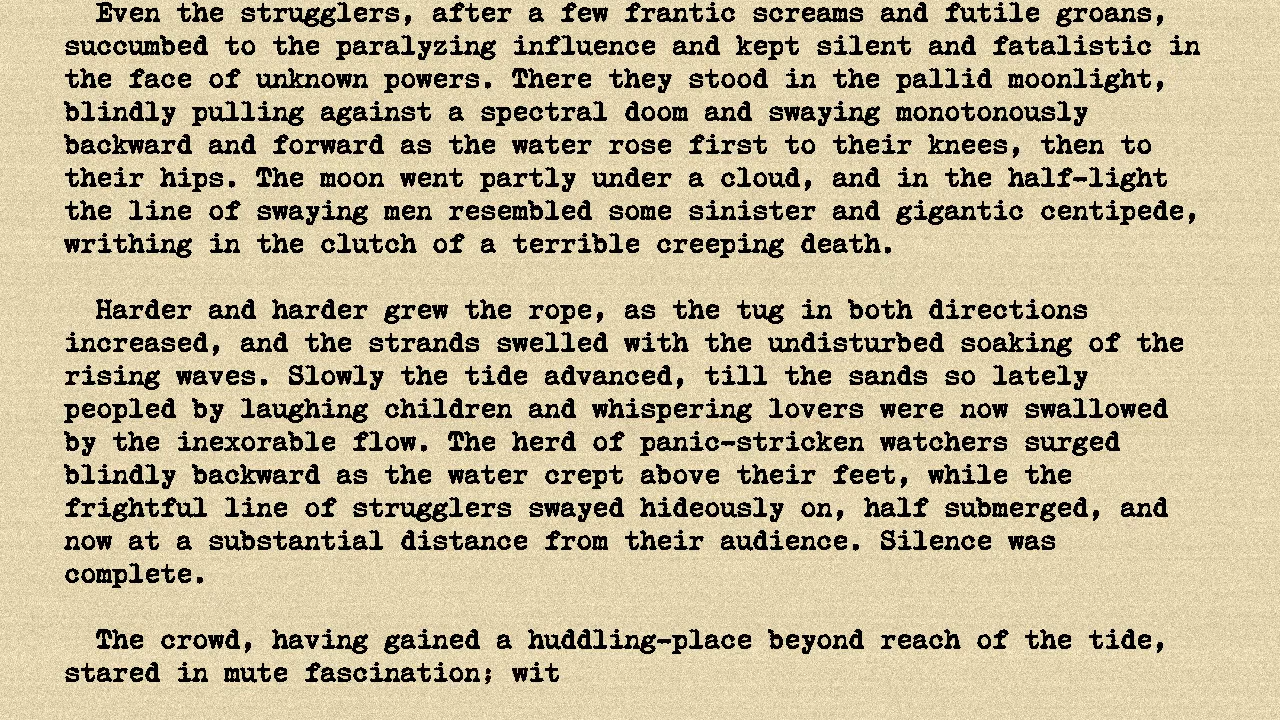 Even the strugglers, after a few frantic screams and futile groans,
succumbed to the paralyzing influence and kept silent and fatalistic in
the face of unknown powers. There they stood in the pallid moonlight,
blindly pulling against a spectral doom and swaying monotonously
backward and forward as the water rose first to their knees, then to
their hips. The moon went partly under a cloud, and in the half-light
the line of swaying men resembled some sinister and gigantic centipede,
writhing in the clutch of a terrible creeping death.
Harder and harder grew the rope, as the tug in both directions
increased, and the strands swelled with the undisturbed soaking of the
rising waves. Slowly the tide advanced, till the sands so lately
peopled by laughing children and whispering lovers were now swallowed
by the inexorable flow. The herd of panic-stricken watchers surged
blindly backward as the water crept above their feet, while the
frightful line of strugglers swayed hideously on, half submerged, and
now at a substantial distance from their audience. Silence was
complete.
The crowd, having gained a huddling-place beyond reach of the tide,
stared in mute fascination; wit